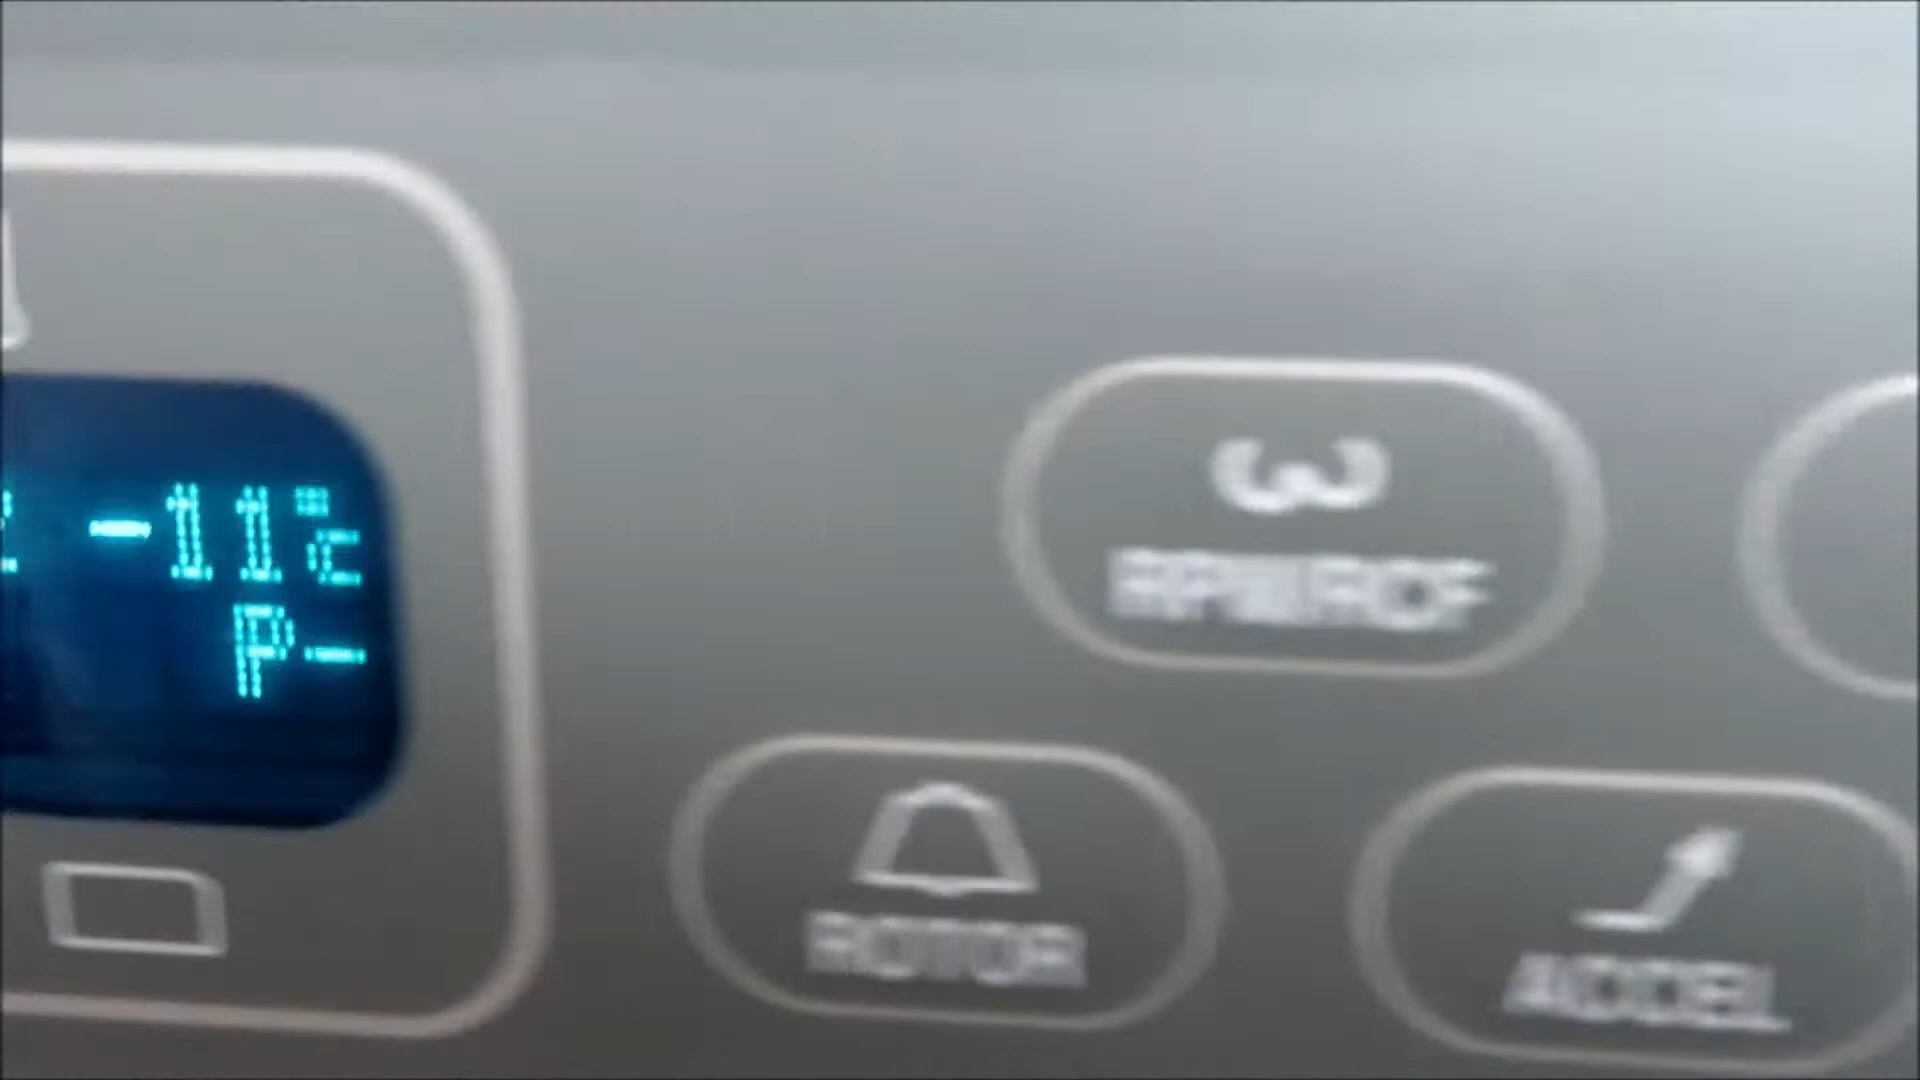 -11°C
P-
RPM/RCF
ROTOR
ACCEL